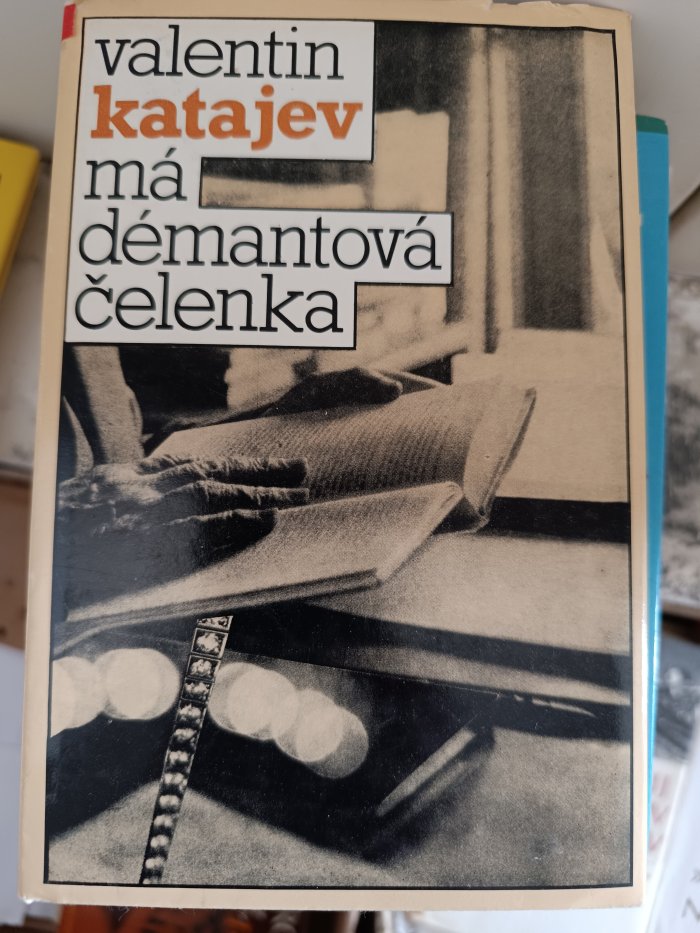 valentin
katajev
má
démantová
čelenka